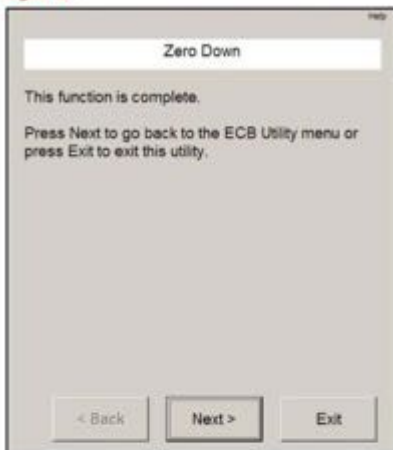 Help
Zero Down
This function is complete.
Press Next to go back to the ECB Utility menu or
press Exit to exit this utility.
< Back
Next >
Exit